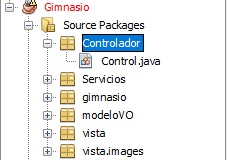 Gimnasio
Source Packages
Controlador
Control.java
Servicios
gimnasio
modeloVO
vista
vista.images